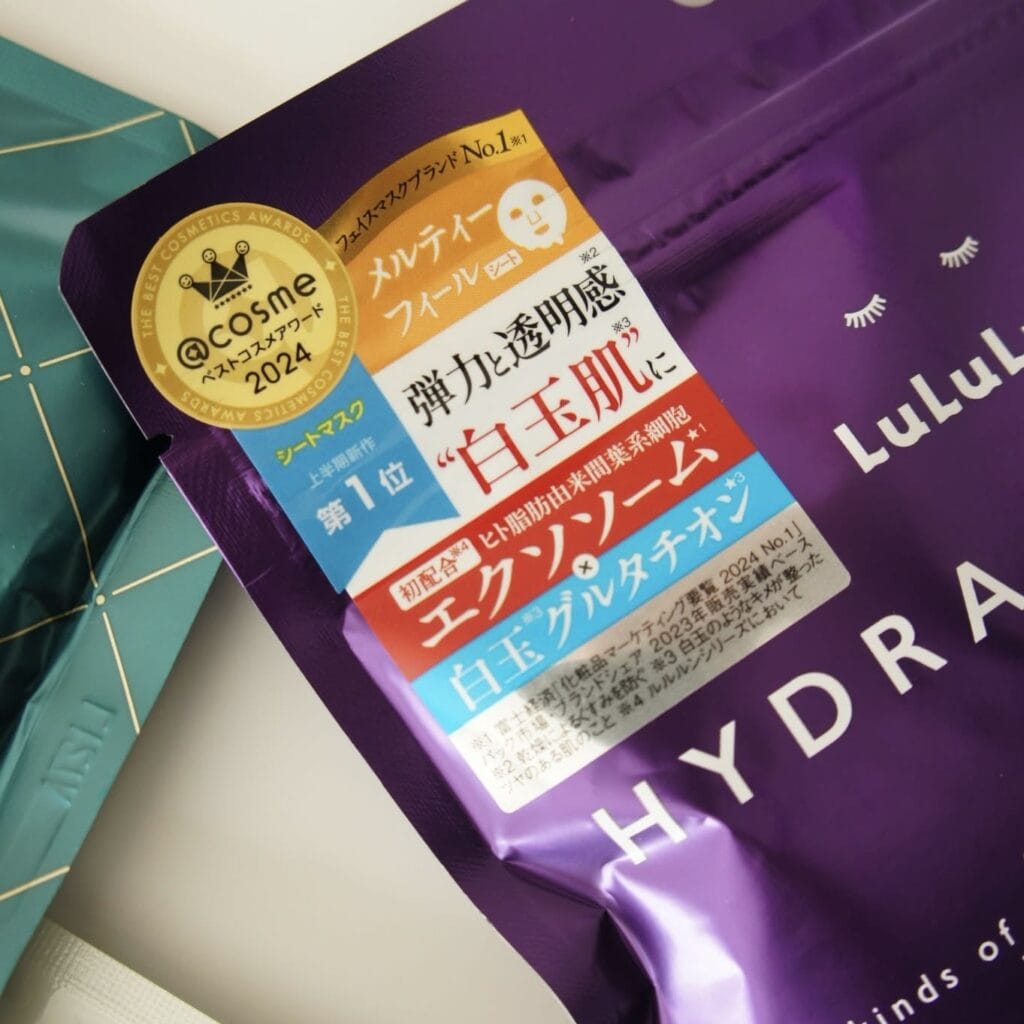 THE BEST COSMETICS AWARDS
@cosme
ベストコスメアワード
2024
THE BEST COSMETICS AWARDS
シートマスク
上半期新作
第1位
フェイスマスクブランド No.1※1
メルティー
フィール シート
弾力と透明感※2
“白玉肌”に※3
初配合※4 ヒト脂肪由来間葉系細胞
エクソソーム★1
×
白玉※3グルタチオン★3
※1 富士経済「化粧品マーケティング要覧 2024 No.1」
パック市場 ブランドシェア 2023年販売実績ベース
※2 乾燥によるくすみを防ぐ ※3 白玉のようなキメが整った
ツヤのある肌のこと ※4 ルルルンシリーズにおいて
LuLuL
HYDRA
kinds of